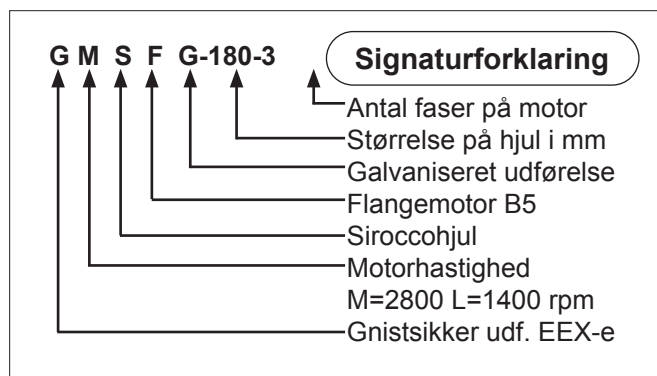 G M S F G-180-3
Signaturforklaring
Antal faser på motor
Størrelse på hjul i mm
Galvaniseret udførelse
Flangemotor B5
Siroccohjul
Motorhastighed
M=2800 L=1400 rpm
Gnistsikker udf. EEX-e